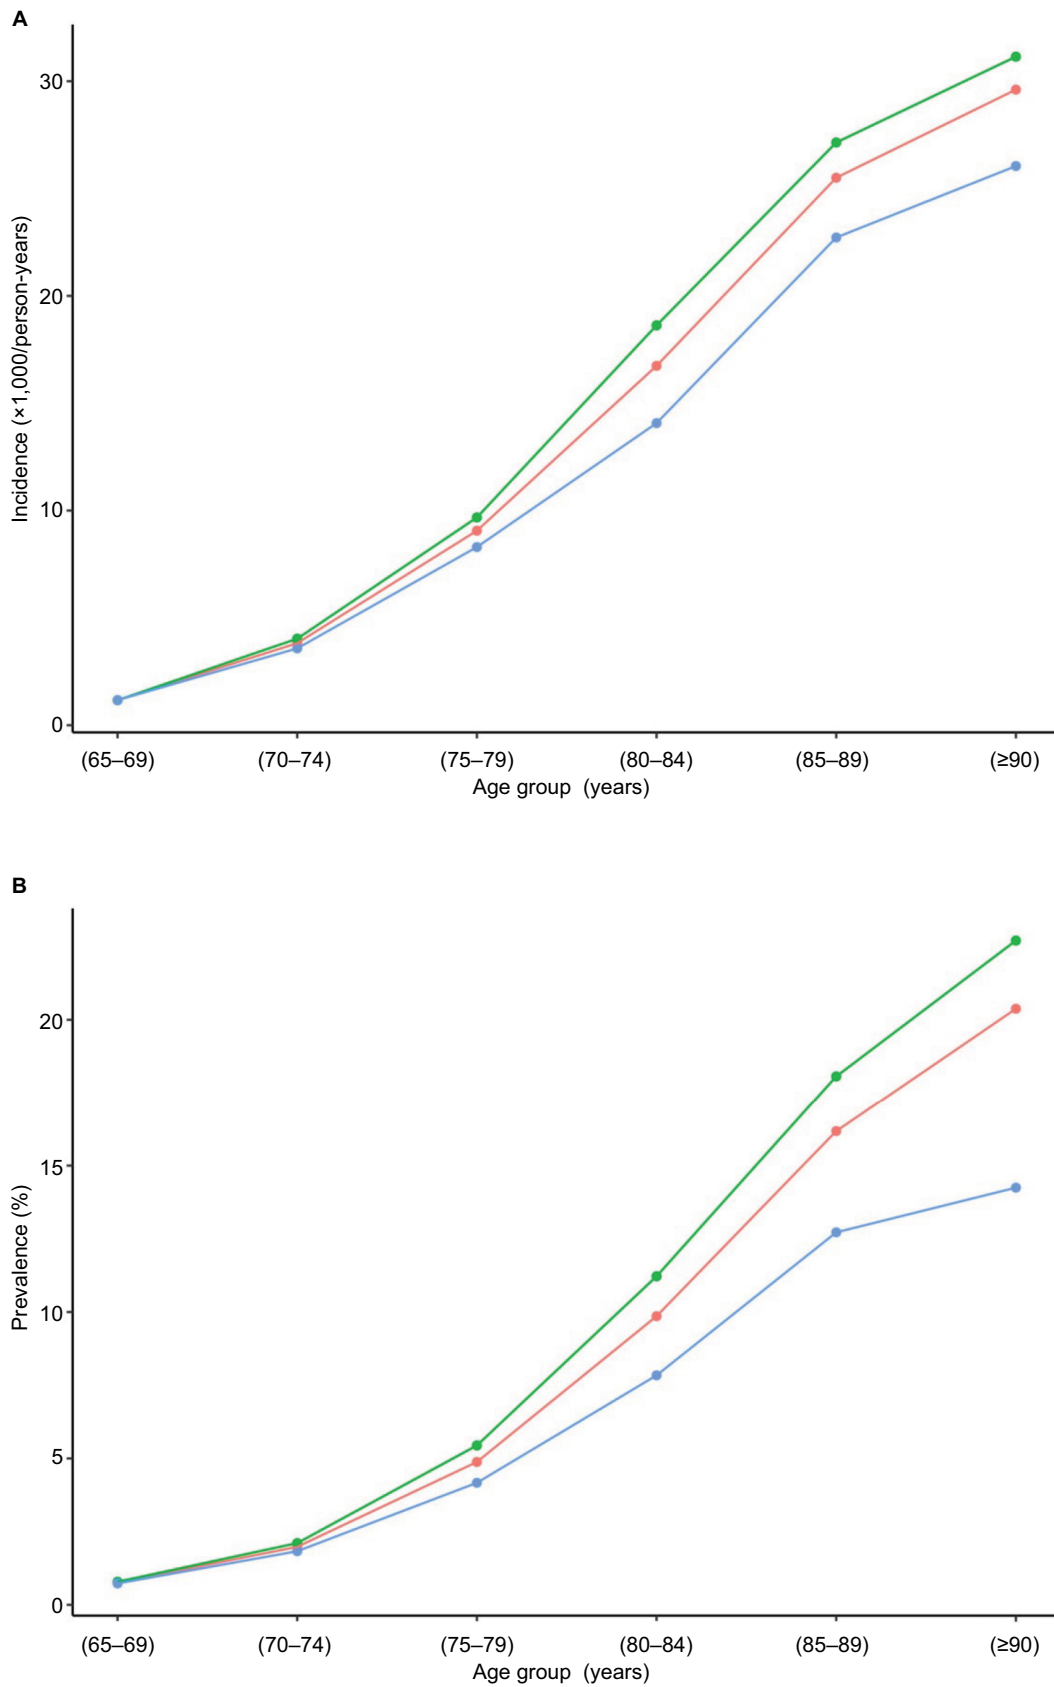 A
30
20
10
0
Incidence (×1,000/person-years)
(65–69) (70–74) (75–79) (80–84) (85–89) (≥90)
Age group (years)
B
20
15
10
5
0
Prevalence (%)
(65–69) (70–74) (75–79) (80–84) (85–89) (≥90)
Age group (years)